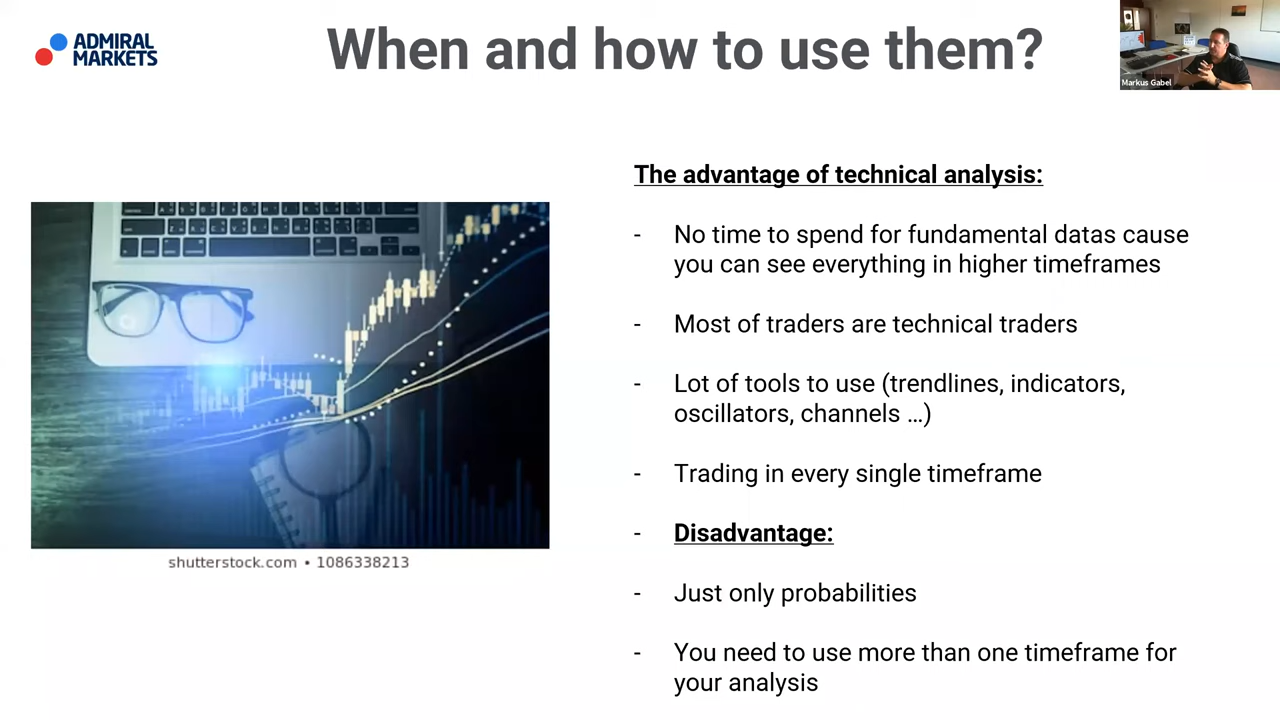 ADMIRAL
MARKETS
When and how to use them?
Markus Gabel
The advantage of technical analysis:
- No time to spend for fundamental datas cause
you can see everything in higher timeframes
- Most of traders are technical traders
- Lot of tools to use (trendlines, indicators,
oscillators, channels ...)
- Trading in every single timeframe
- Disadvantage:
- Just only probabilities
- You need to use more than one timeframe for
your analysis
shutterstock.com • 1086338213